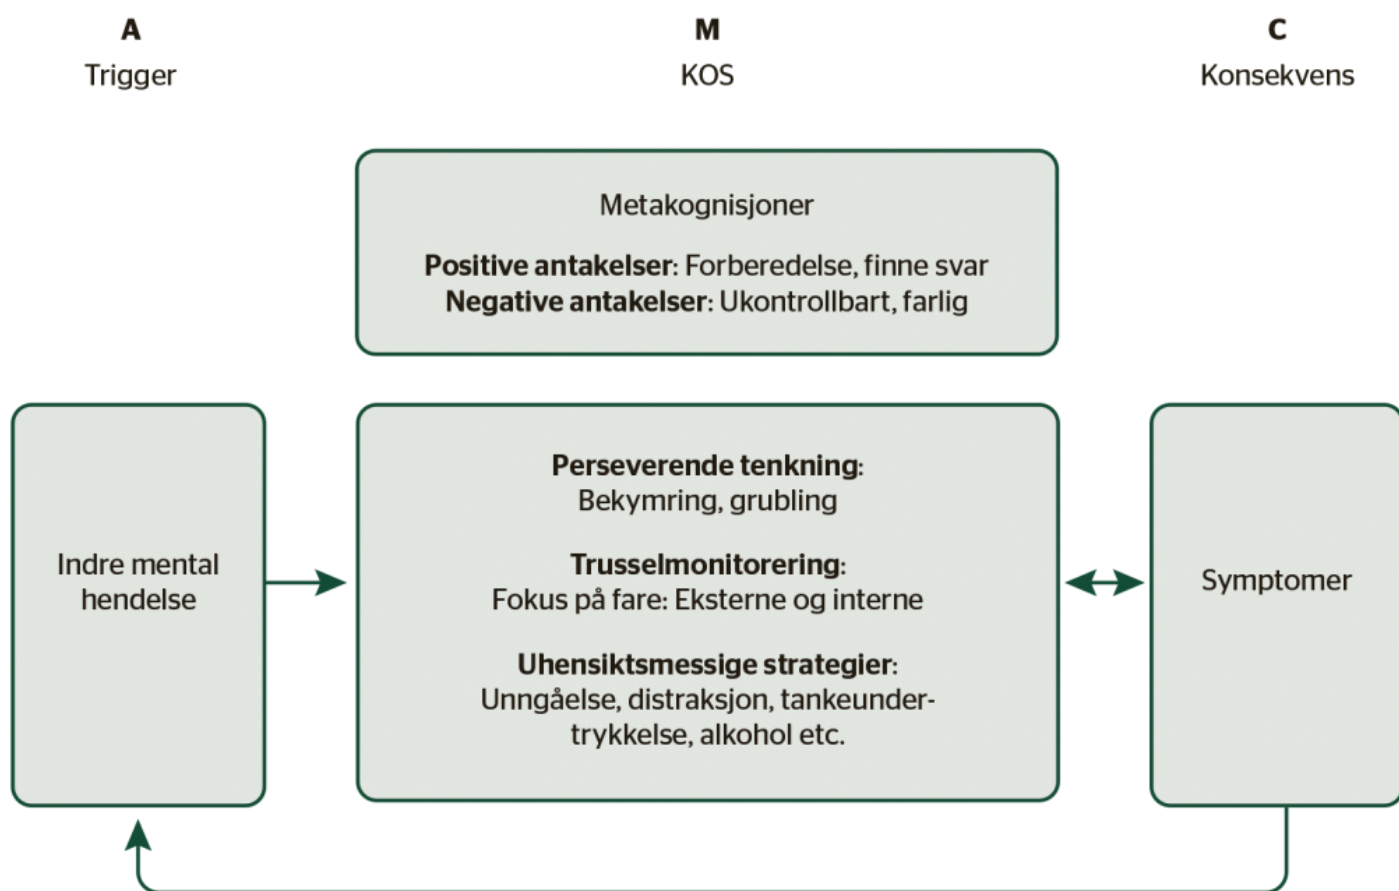 A
Trigger
M
KOS
C
Konsekvens
Metakognisjoner
Positive antakelser: Forberedelse, finne svar
Negative antakelser: Ukontrollbart, farlig
Indre mental
hendelse
Perseverende tenkning:
Bekymring, grubling
Trusselmonitorering:
Fokus på fare: Eksterne og interne
Uhensiktsmessige strategier:
Unngåelse, distraksjon, tankeunder-
trykkelse, alkohol etc.
Symptomer